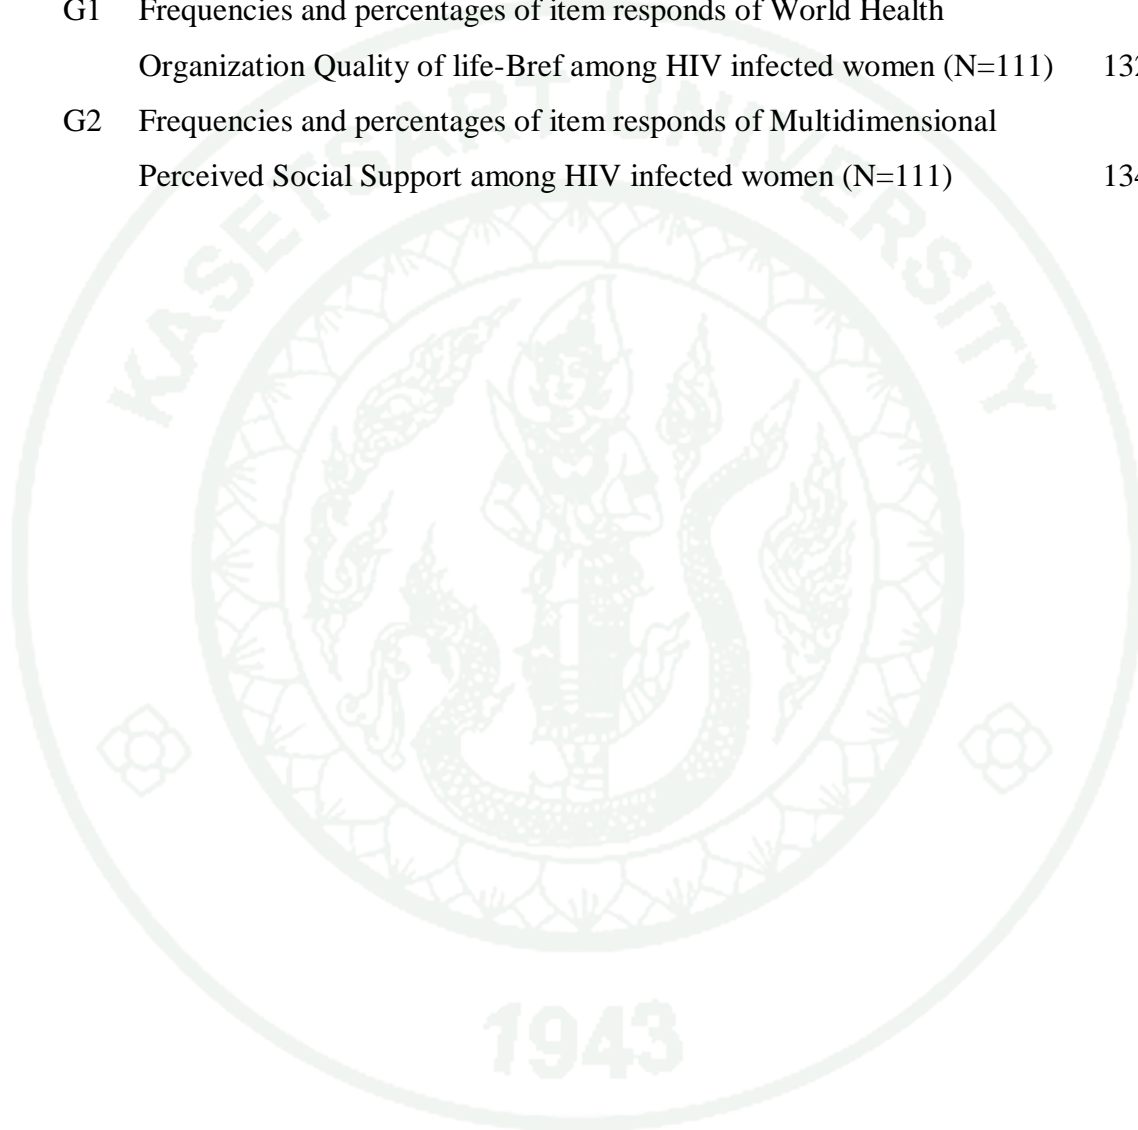 G1 Frequencies and percentages of item responds of World Health
Organization Quality of life-Bref among HIV infected women (N=111)
G2 Frequencies and percentages of item responds of Multidimensional
Perceived Social Support among HIV infected women (N=111)
KASETSART UNIVERSITY
1943